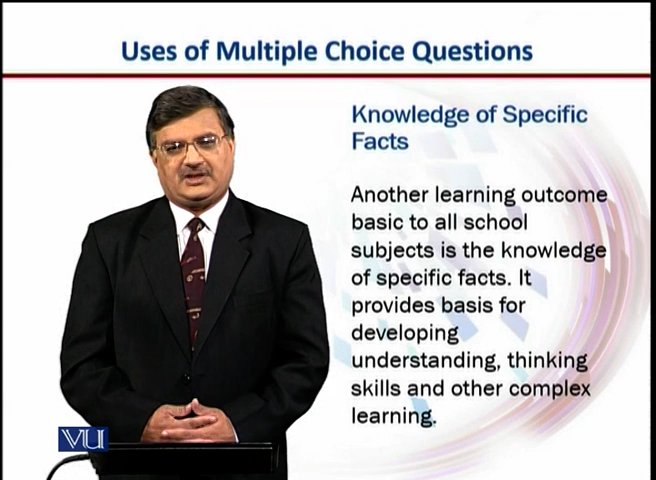 Uses of Multiple Choice Questions
Knowledge of Specific
Facts
Another learning outcome
basic to all school
subjects is the knowledge
of specific facts. It
provides basis for
developing
understanding, thinking
skills and other complex
learning.
VU